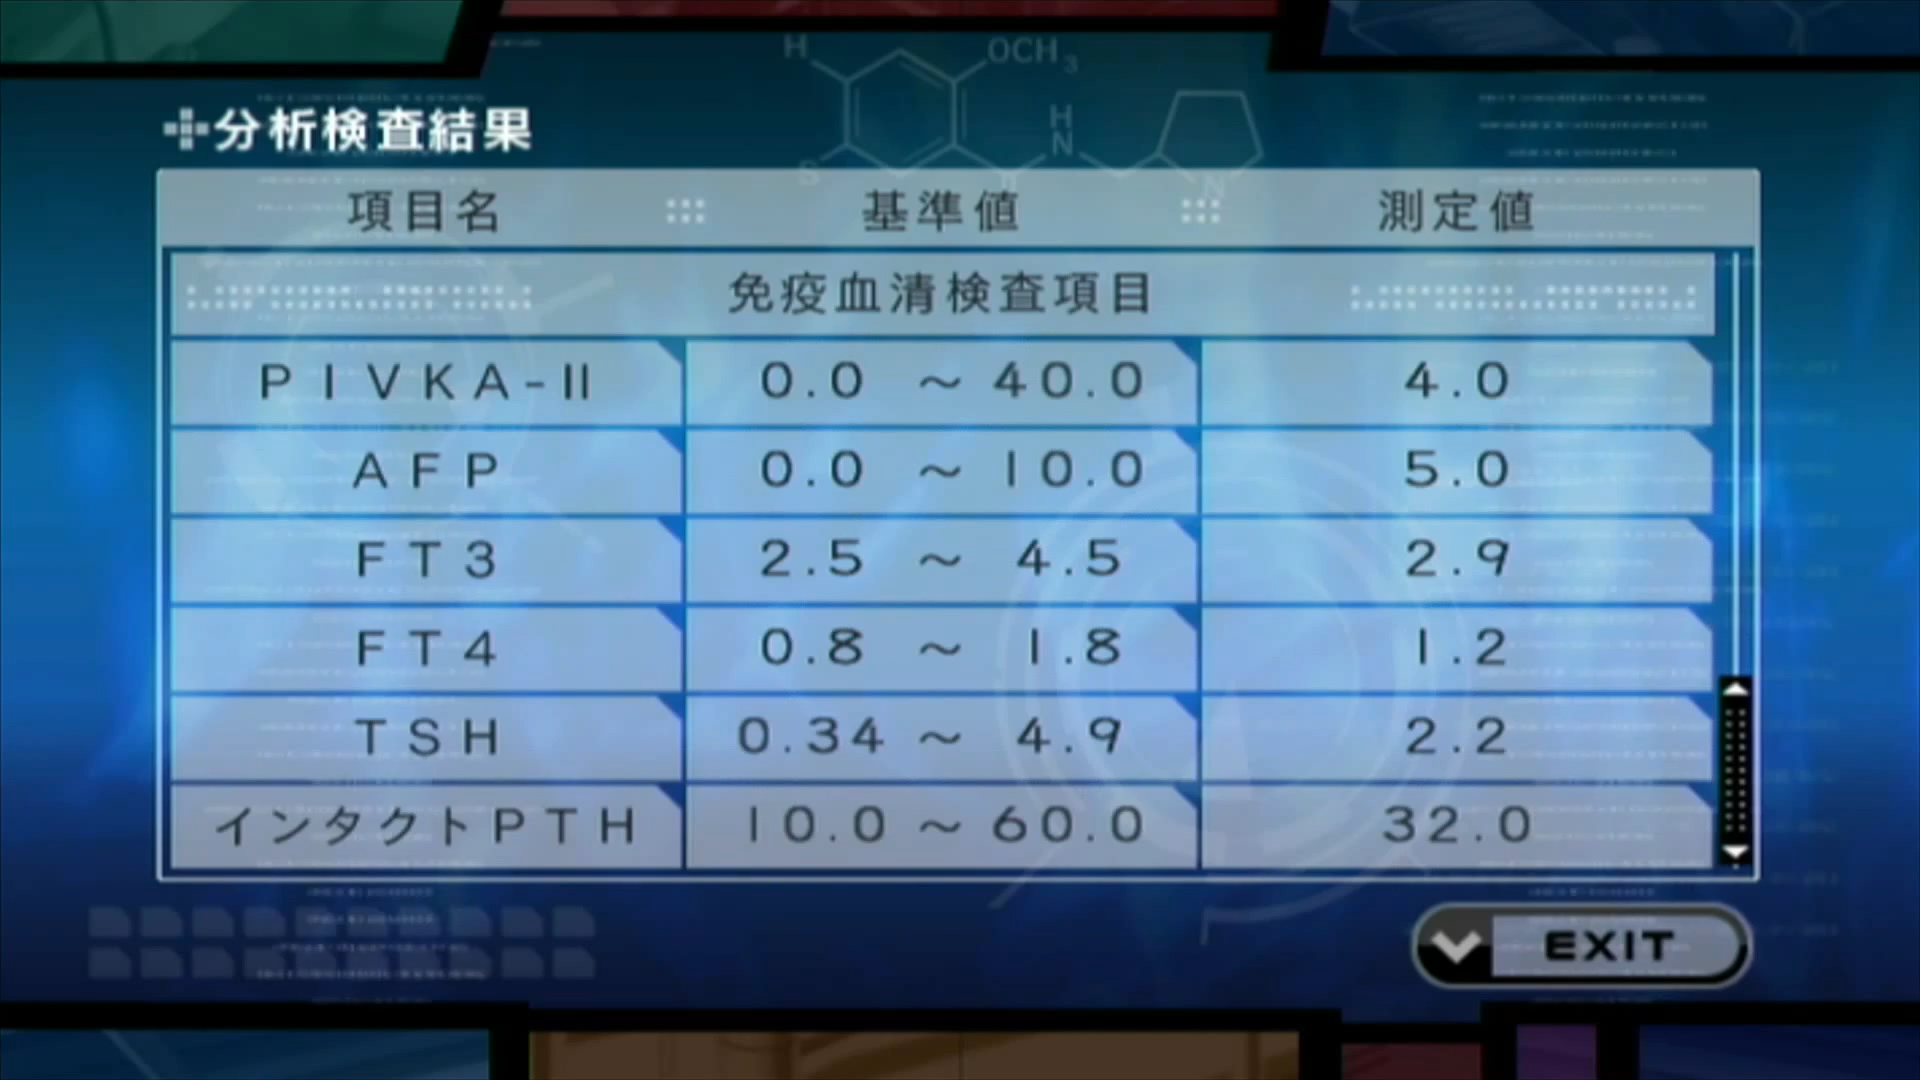 H
OCH3
H
N
S
N
分析検査結果
項目名 基準値 測定値
免疫血清検査項目
PIVKA-II 0.0 ～ 40.0 4.0
AFP 0.0 ～ 10.0 5.0
FT3 2.5 ～ 4.5 2.9
FT4 0.8 ～ 1.8 1.2
TSH 0.34 ～ 4.9 2.2
インタクトPTH 10.0 ～ 60.0 32.0
EXIT